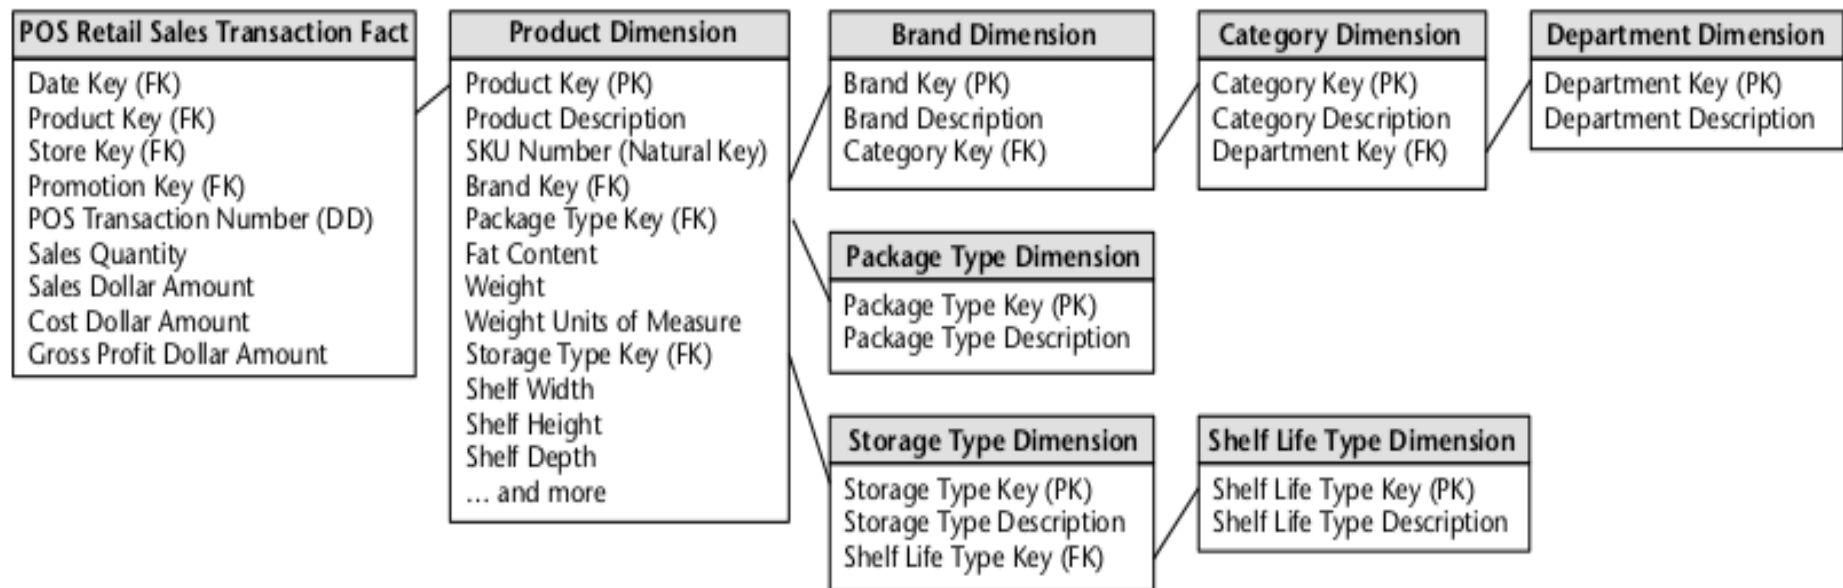 POS Retail Sales Transaction Fact
Date Key (FK)
Product Key (FK)
Store Key (FK)
Promotion Key (FK)
POS Transaction Number (DD)
Sales Quantity
Sales Dollar Amount
Cost Dollar Amount
Gross Profit Dollar Amount
Product Dimension
Product Key (PK)
Product Description
SKU Number (Natural Key)
Brand Key (FK)
Package Type Key (FK)
Fat Content
Weight
Weight Units of Measure
Storage Type Key (FK)
Shelf Width
Shelf Height
Shelf Depth
... and more
Brand Dimension
Brand Key (PK)
Brand Description
Category Key (FK)
Category Dimension
Category Key (PK)
Category Description
Department Key (FK)
Department Dimension
Department Key (PK)
Department Description
Package Type Dimension
Package Type Key (PK)
Package Type Description
Storage Type Dimension
Storage Type Key (PK)
Storage Type Description
Shelf Life Type Key (FK)
Shelf Life Type Dimension
Shelf Life Type Key (PK)
Shelf Life Type Description